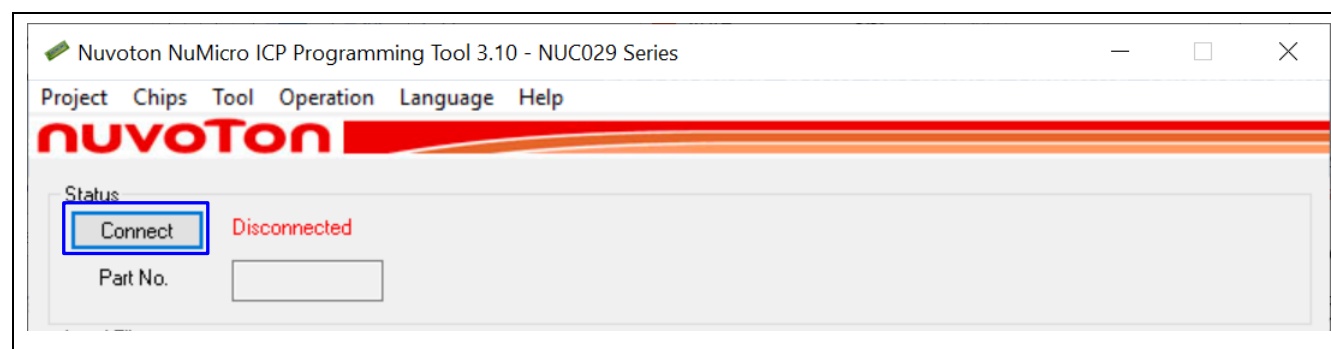 Nuvoton NuMicro ICP Programming Tool 3.10 - NUC029 Series
Project Chips Tool Operation Language Help
nuvoTon
Status
Connect Disconnected
Part No.